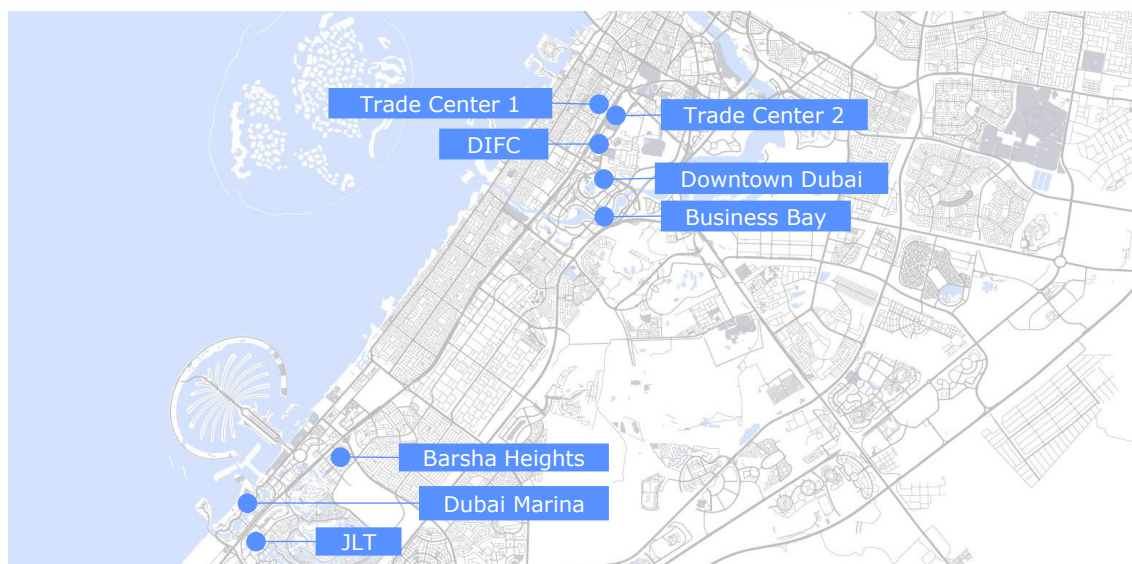 Trade Center 1
Trade Center 2
DIFC
Downtown Dubai
Business Bay
Barsha Heights
Dubai Marina
JLT